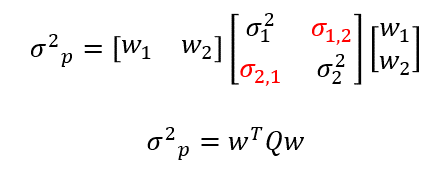 σ²ₚ = [w₁ w₂] [σ₁² σ₁,₂; σ₂,₁ σ₂²] [w₁; w₂]
σ²ₚ = wᵀQw